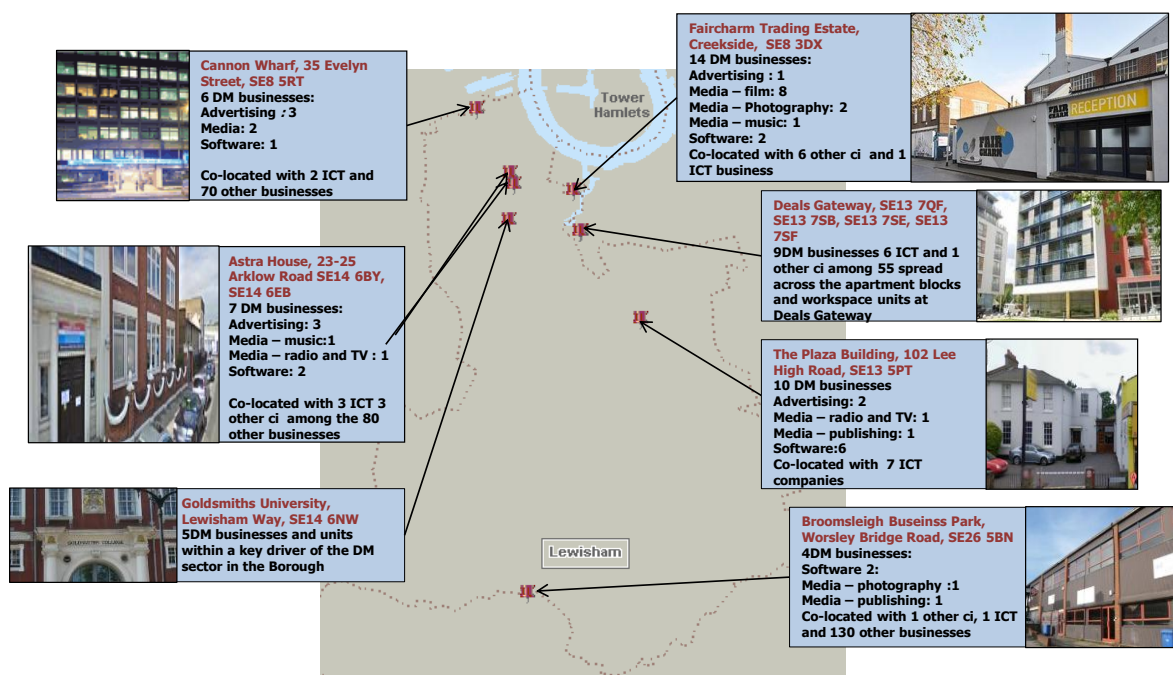 Cannon Wharf, 35 Evelyn
Street, SE8 5RT
6 DM businesses:
Advertising : 3
Media: 2
Software: 1
Co-located with 2 ICT and
70 other businesses
Astra House, 23-25
Arklow Road SE14 6BY,
SE14 6EB
7 DM businesses:
Advertising: 3
Media – music:1
Media – radio and TV : 1
Software: 2
Co-located with 3 ICT 3
other ci among the 80
other businesses
Goldsmiths University,
Lewisham Way, SE14 6NW
5DM businesses and units
within a key driver of the DM
sector in the Borough
GOLDSMITHS COLLEGE
Tower
Hamlets
Lewisham
Faircharm Trading Estate,
Creekside, SE8 3DX
14 DM businesses:
Advertising : 1
Media – film: 8
Media – Photography: 2
Media – music: 1
Software: 2
Co-located with 6 other ci and 1
ICT business
FAIR
CHARM
RECEPTION
FAIR
CHARM
Deals Gateway, SE13 7QF,
SE13 7SB, SE13 7SE, SE13
7SF
9DM businesses 6 ICT and 1
other ci among 55 spread
across the apartment blocks
and workspace units at
Deals Gateway
The Plaza Building, 102 Lee
High Road, SE13 5PT
10 DM businesses
Advertising: 2
Media – radio and TV: 1
Media – publishing: 1
Software:6
Co-located with 7 ICT
companies
Broomsleigh Buseinss Park,
Worsley Bridge Road, SE26 5BN
4DM businesses:
Software 2:
Media – photography :1
Media – publishing: 1
Co-located with 1 other ci, 1 ICT
and 130 other businesses